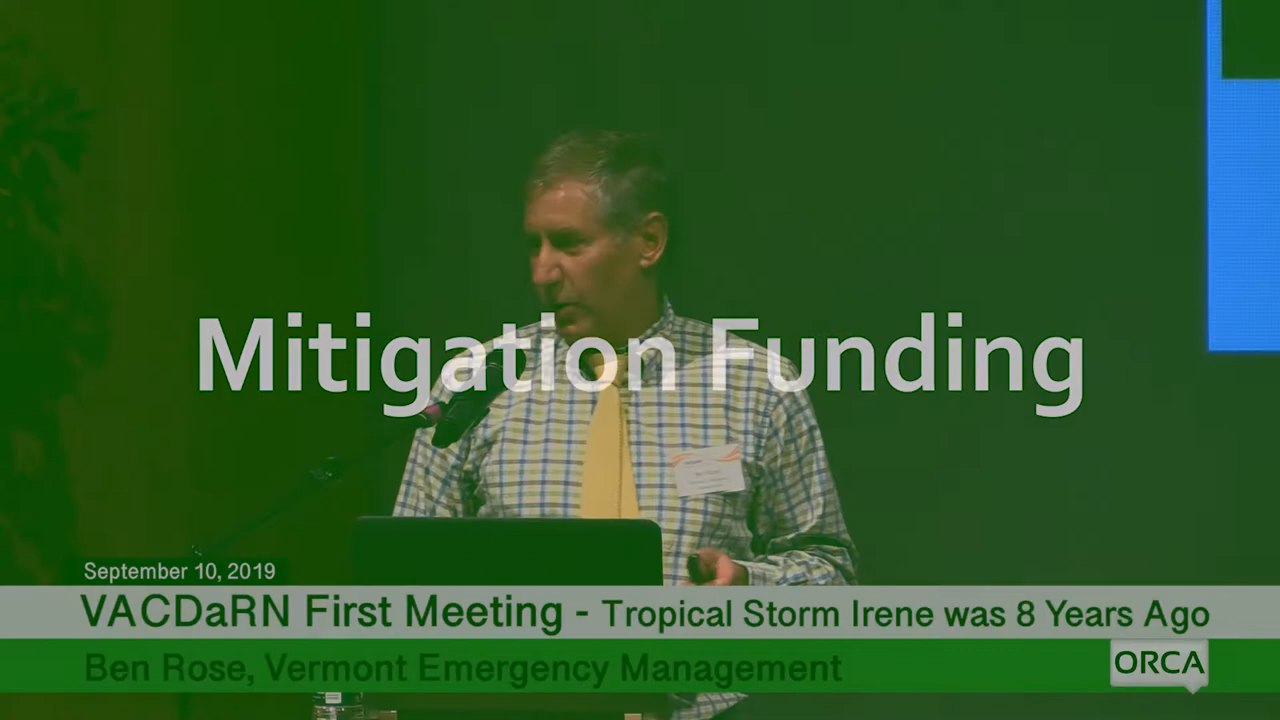 Mitigation Funding
September 10, 2019
VACDaRN First Meeting - Tropical Storm Irene was 8 Years Ago
Ben Rose, Vermont Emergency Management
ORCA